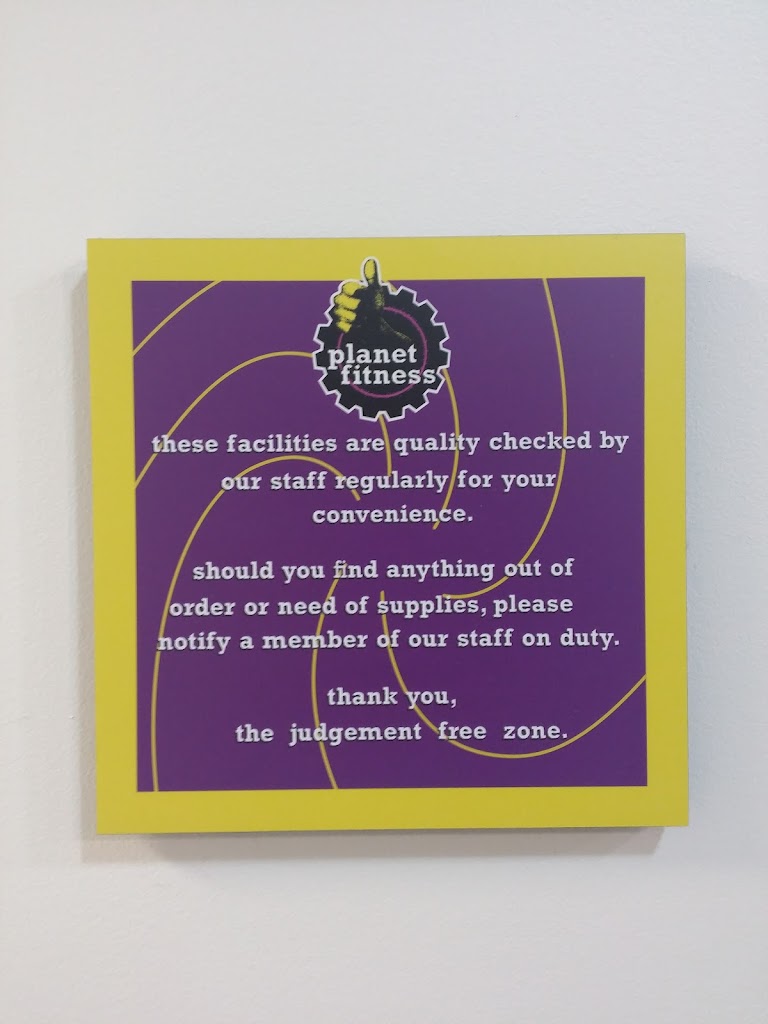 planet
fitness
these facilities are quality checked by
our staff regularly for your
convenience.
should you find anything out of
order or need of supplies, please
notify a member of our staff on duty.
thank you,
the judgement free zone.